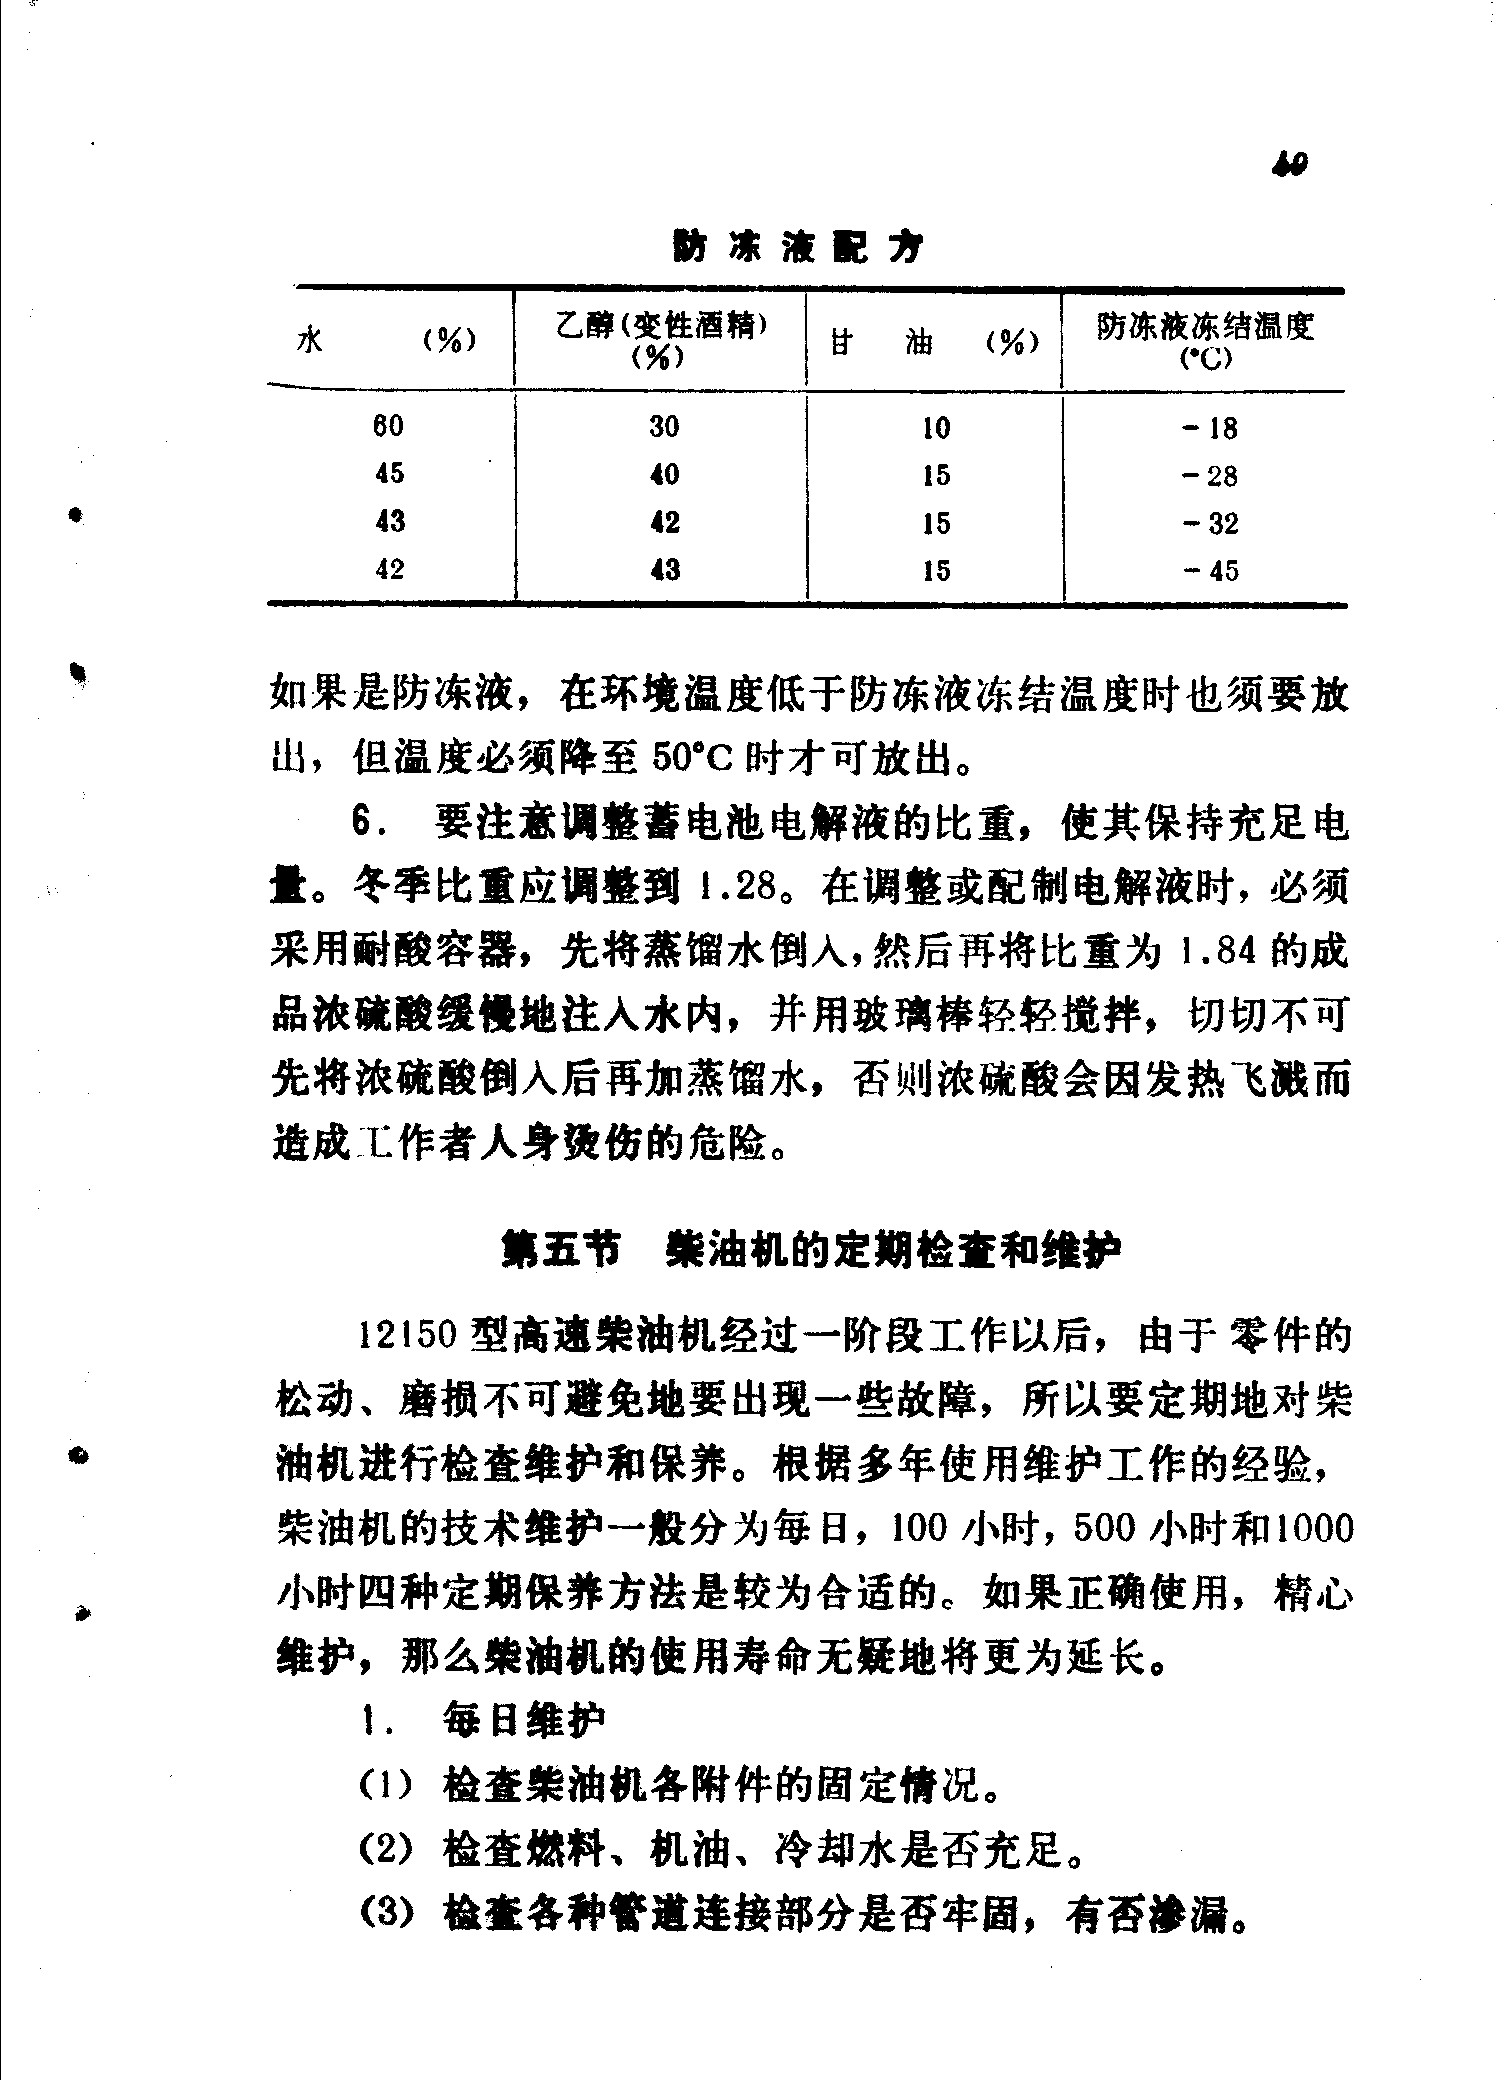 防冻液配方
水 (%) 乙醇(变性酒精)(%) 甘油 (%) 防冻液冻结温度(°C)
60 30 10 -18
45 40 15 -28
43 42 15 -32
42 43 15 -45
如果是防冻液，在环境温度低于防冻液冻结温度时也须要放
出，但温度必须降至 50°C 时才可放出。
6. 要注意调整蓄电池电解液的比重，使其保持充足电
量。冬季比重应调整到 1.28。在调整或配制电解液时，必须
采用耐酸容器，先将蒸馏水倒入，然后再将比重为 1.84 的成
品浓硫酸缓慢地注入水内，并用玻璃棒轻轻搅拌，切切不可
先将浓硫酸倒入后再加蒸馏水，否则浓硫酸会因发热飞溅而
造成工作者人身烫伤的危险。
第五节 柴油机的定期检查和维护
12150 型高速柴油机经过一阶段工作以后，由于零件的
松动、磨损不可避免地要出现一些故障，所以要定期地对柴
油机进行检查维护和保养。根据多年使用维护工作的经验，
柴油机的技术维护一般分为每日，100 小时，500 小时和1000
小时四种定期保养方法是较为合适的。如果正确使用，精心
维护，那么柴油机的使用寿命无疑地将更为延长。
1. 每日维护
(1) 检查柴油机各附件的固定情况。
(2) 检查燃料、机油、冷却水是否充足。
(3) 检查各种管道连接部分是否牢固，有否渗漏。